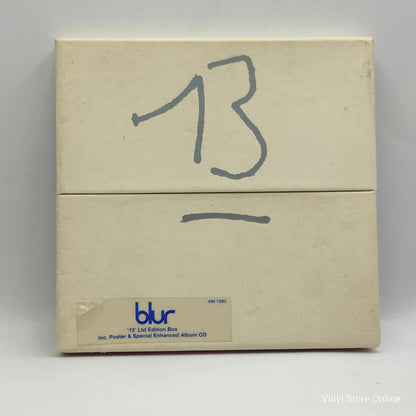 13
499 1290
blur
'13' Ltd Edition Box
Inc. Poster & Special Enhanced Album CD
Vinyl Store Online